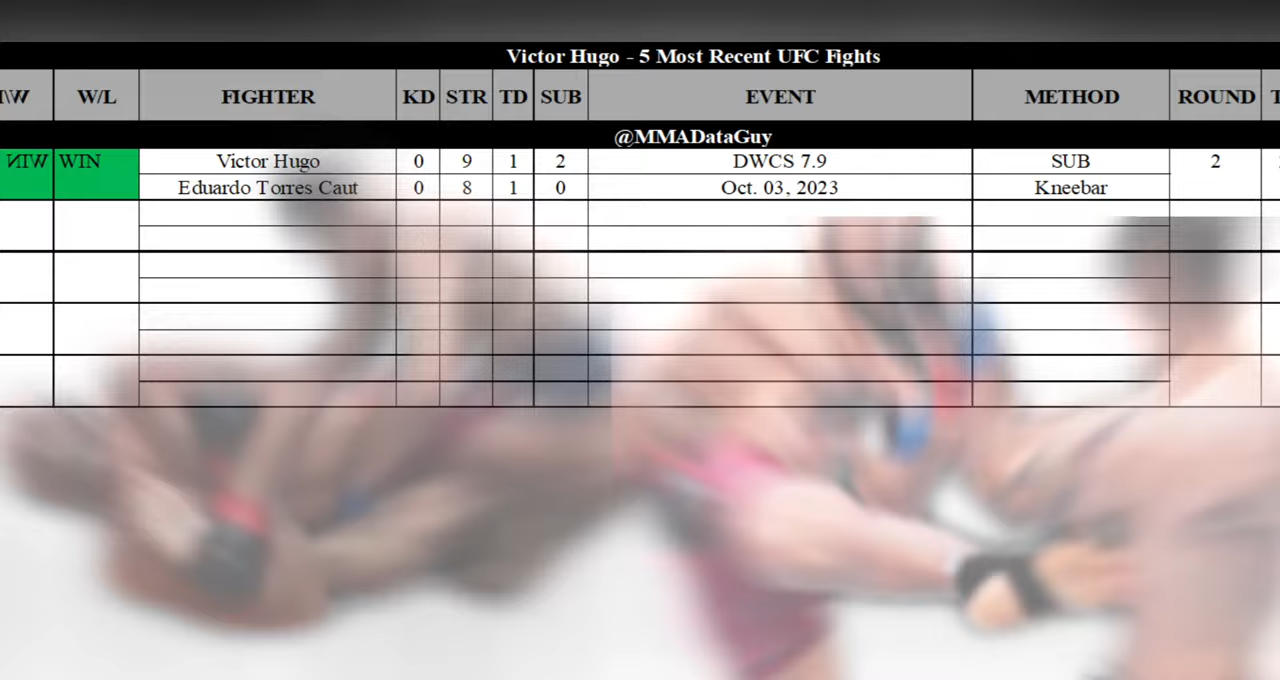 Victor Hugo - 5 Most Recent UFC Fights
W/L FIGHTER KD STR TD SUB EVENT METHOD ROUND
@MMADataGuy
WIN WIN Victor Hugo 0 9 1 2 DWCS 7.9 SUB 2
Eduardo Torres Caut 0 8 1 0 Oct. 03, 2023 Kneebar